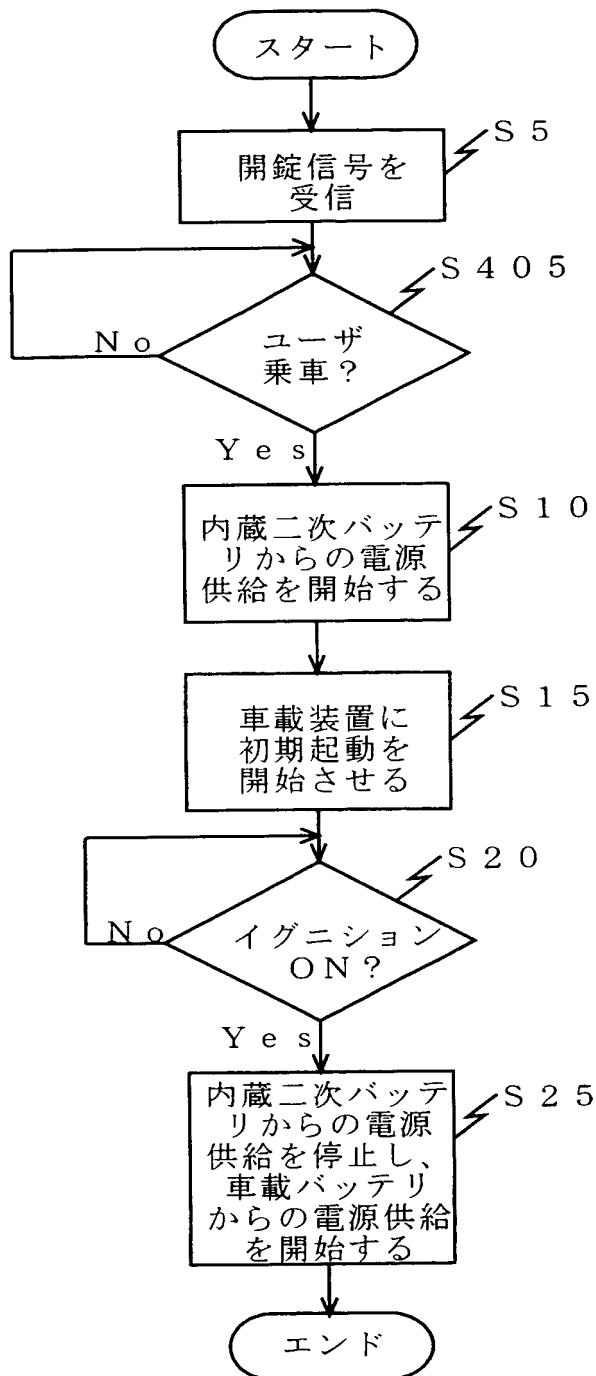 スタート
S5
開錠信号を
受信
S405
ユーザ
乗車?
No
Yes
S10
内蔵二次バッテ
リからの電源
供給を開始する
S15
車載装置に
初期起動を
開始させる
S20
イグニション
ON?
No
Yes
S25
内蔵二次バッテ
リからの電源
供給を停止し、
車載バッテリ
からの電源供給
を開始する
エンド